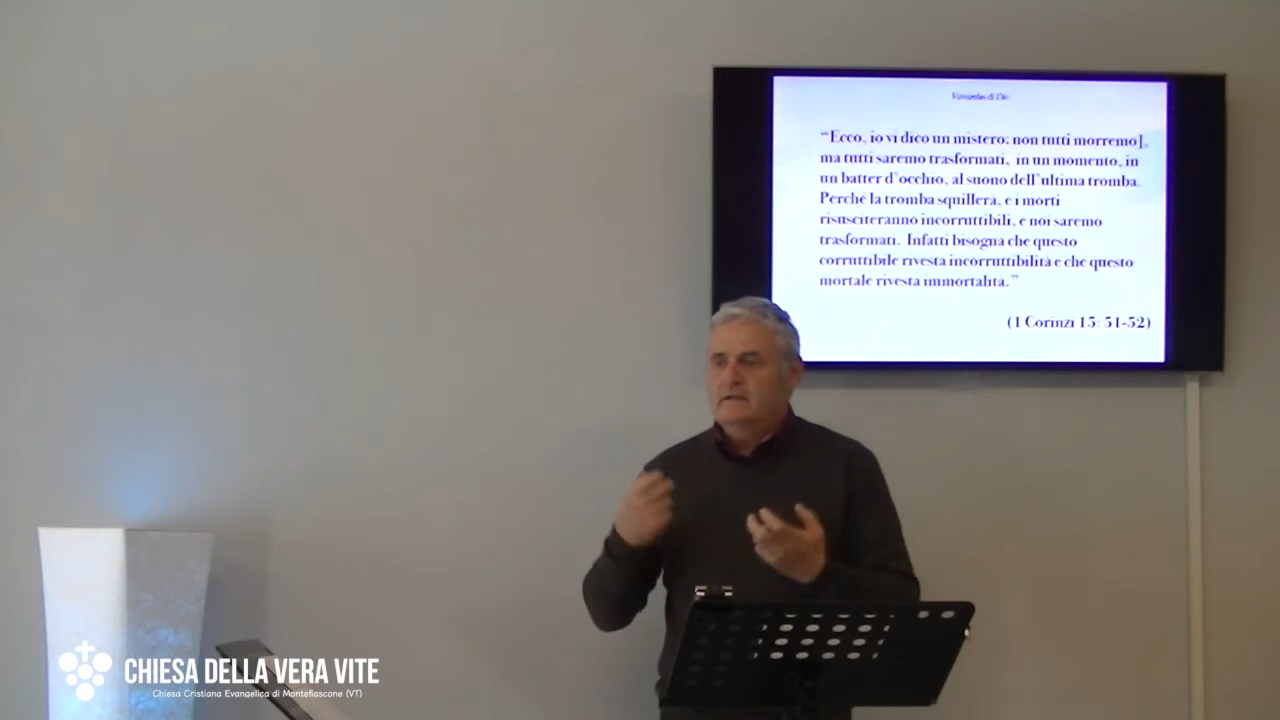 di Dio
“Ecco, io vi dico un mistero: non tutti morremo],
ma tutti saremo trasformati, in un momento, in
un batter d'occhio, al suono dell'ultima tromba.
Perché la tromba squillerà, e i morti
risusciteranno incorruttibili, e noi saremo
trasformati. Infatti bisogna che questo
corruttibile rivesta incorruttibilità e che questo
mortale rivesta immortalità.”
(1 Corinzi 15: 51-52)
CHIESA DELLA VERA VITE
Chiesa Cristiana Evangelica di Montefiascone (VT)